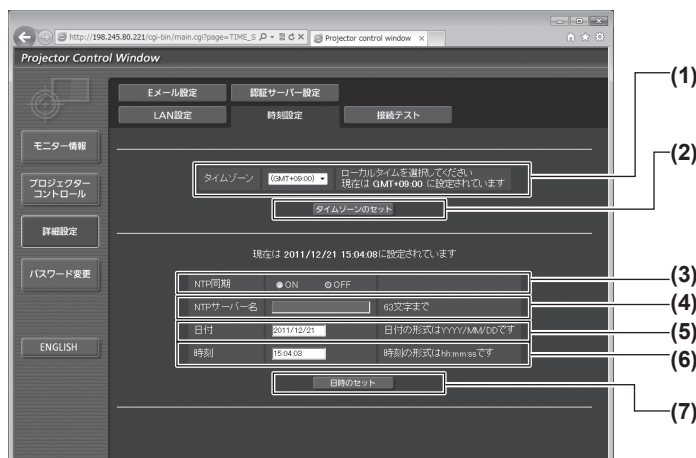 http://198.245.80.221/cgi-bin/main.cgi?page=TIME_S
Projector control window
Projector Control Window
Eメール設定 認証サーバー設定
LAN設定 時刻設定 接続テスト
モニター情報
プロジェクター
コントロール
詳細設定
パスワード変更
ENGLISH
タイムゾーン (GMT+09:00) ローカルタイムを選択してください
現在は GMT+09:00 に設定されています
タイムゾーンのセット
現在は 2011/12/21 15:04:08に設定されています
NTP同期 ON OFF
NTPサーバー名 63文字まで
日付 2011/12/21 日付の形式はYYYY/MM/DDです
時刻 15:04:08 時刻の形式はhh:mm:ssです
日時のセット
(1)
(2)
(3)
(4)
(5)
(6)
(7)